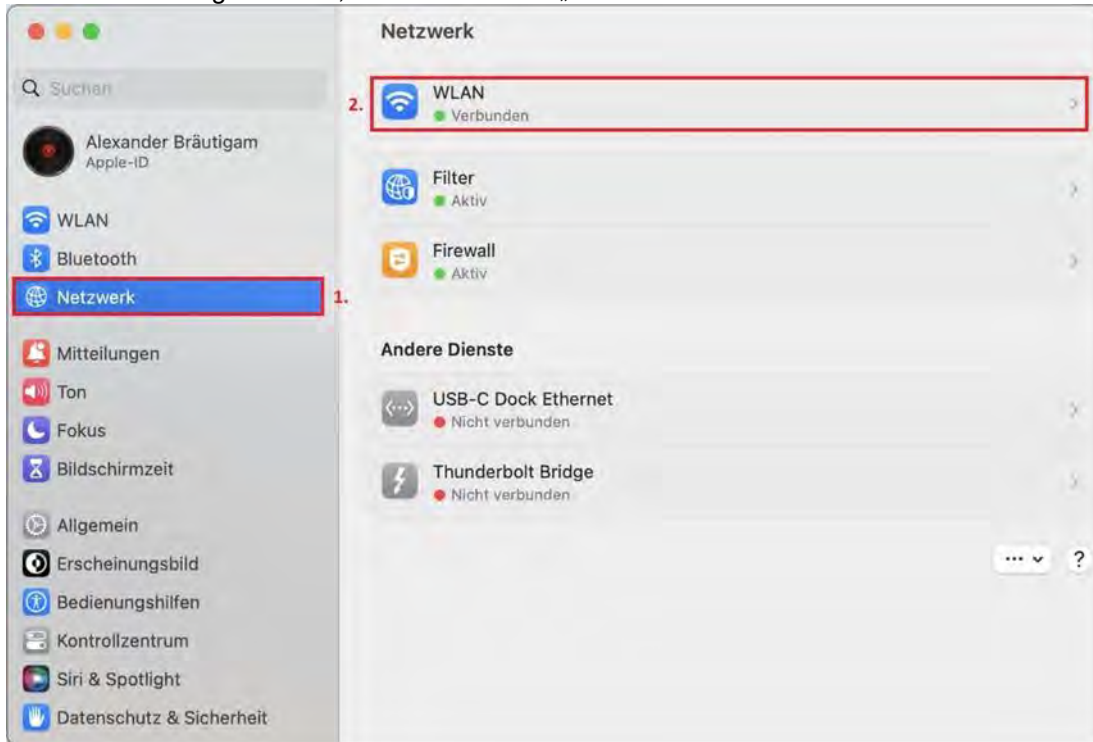 Netzwerk
Suchen
2.
WLAN
Verbunden
Alexander Bräutigam
Apple-ID
Filter
Aktiv
WLAN
Bluetooth
Firewall
Aktiv
Netzwerk
1.
Mitteilungen
Andere Dienste
Ton
USB-C Dock Ethernet
Nicht verbunden
Fokus
Bildschirmzeit
Thunderbolt Bridge
Nicht verbunden
Allgemein
Erscheinungsbild
... ?
Bedienungshilfen
Kontrollzentrum
Siri & Spotlight
Datenschutz & Sicherheit